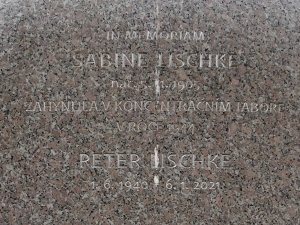 IN MEMORIAM
SABINE LISCHKE
ZAHYNULA V KONCENTRAČNÍM TÁBOŘE
V ROCE
PETER LISCHKE
1. 6. 1940 6. 1. 2021